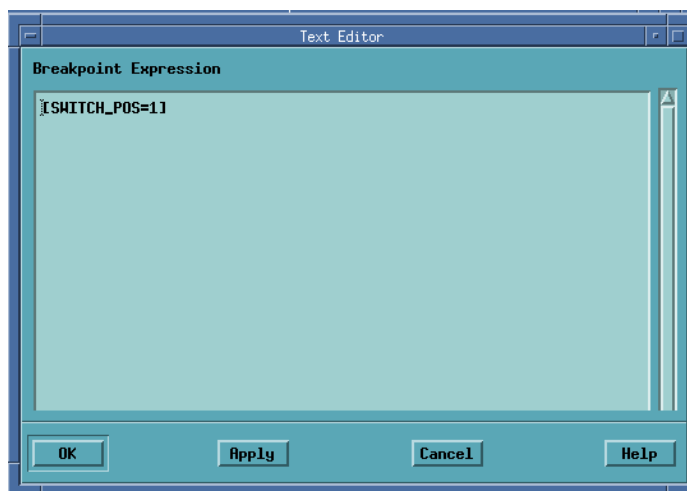 Text Editor
Breakpoint Expression
[SWITCH_POS=1]
OK Apply Cancel Help